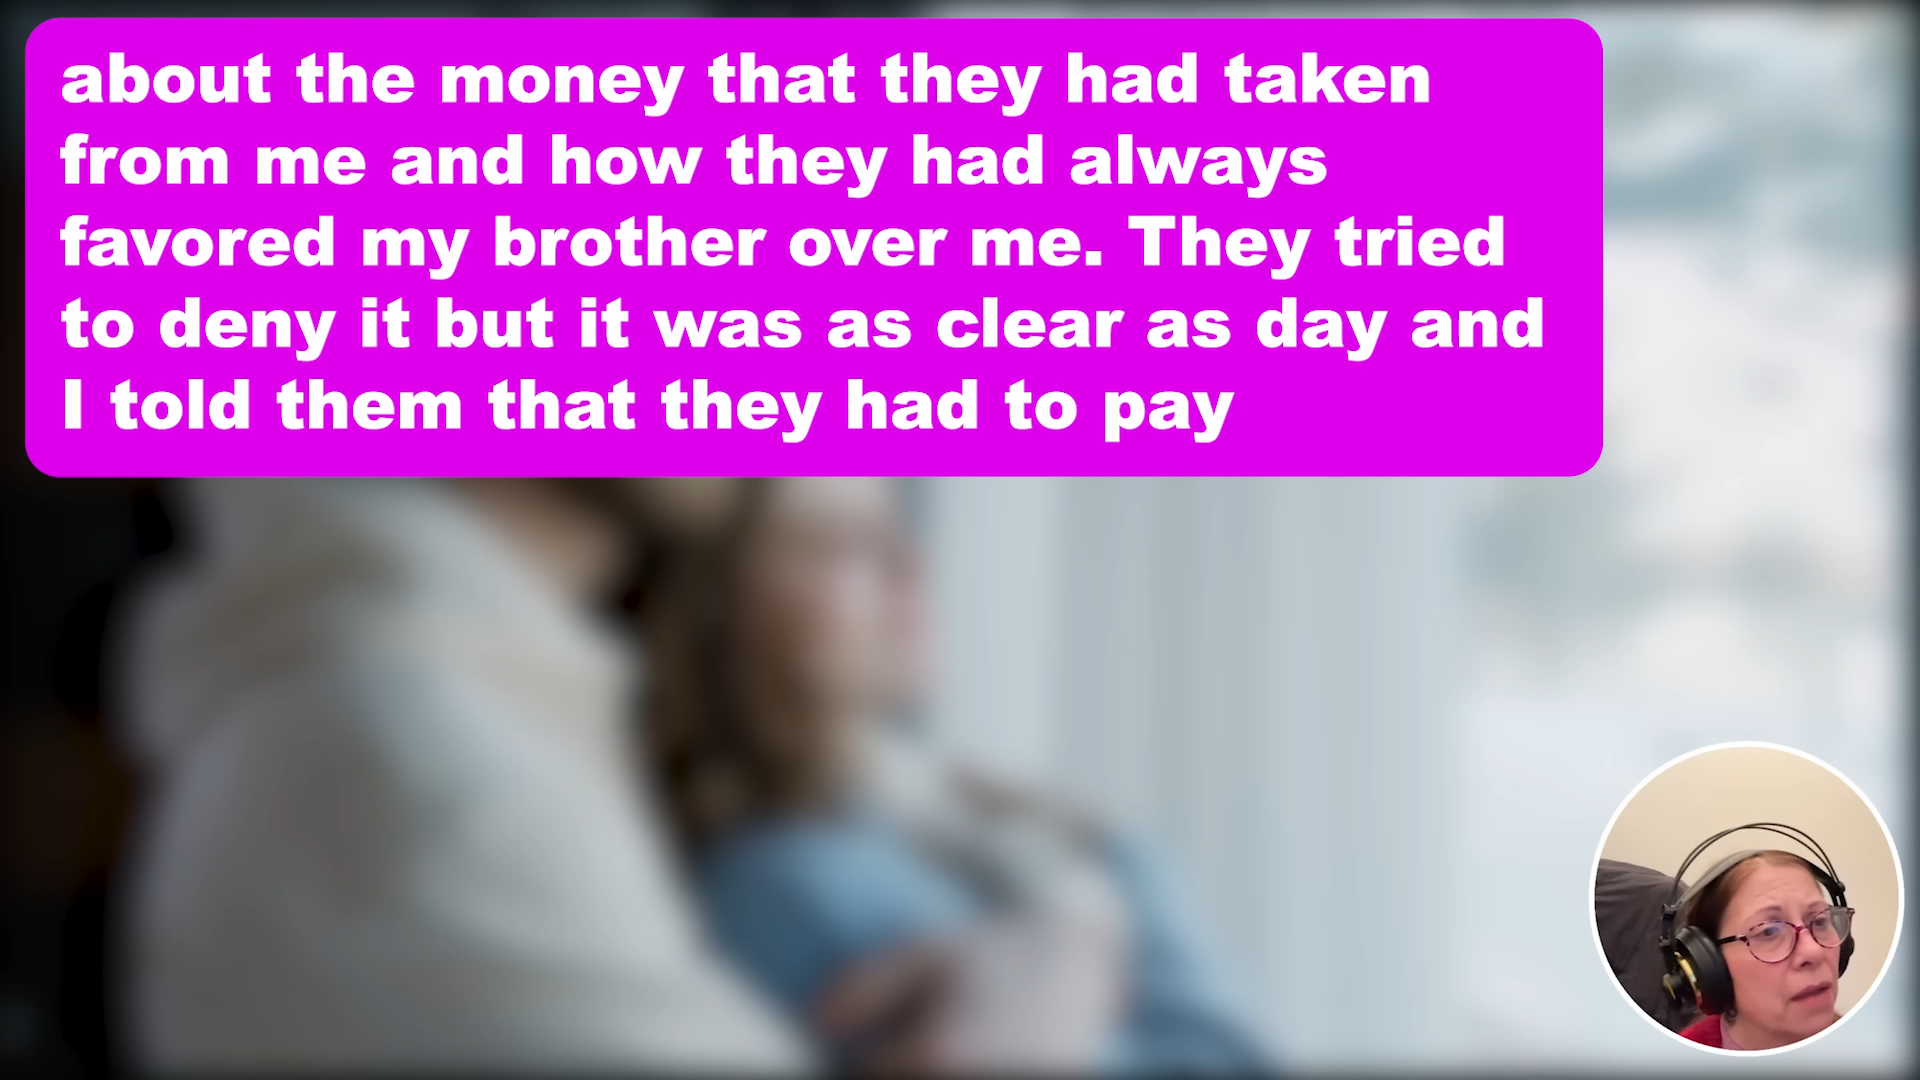 about the money that they had taken
from me and how they had always
favored my brother over me. They tried
to deny it but it was as clear as day and
I told them that they had to pay